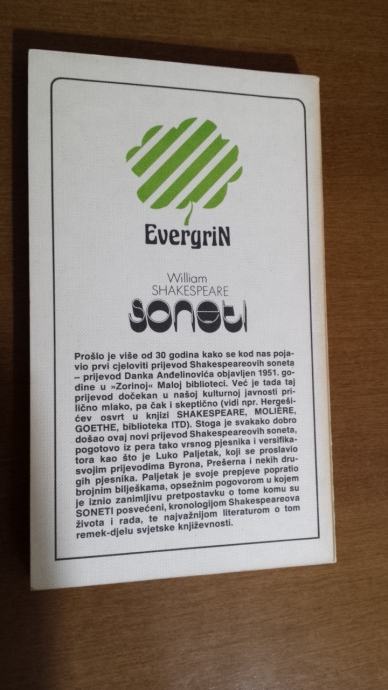 EvergriN
William
SHAKESPEARE
soneti
Prošlo je više od 30 godina kako se kod nas poja-
vio prvi cjeloviti prijevod Shakespeareovih soneta
– prijevod Danka Anđelinovića objavljen 1951. go-
dine u »Zorinoj« Maloj biblioteci. Već je tada taj
prijevod dočekan u našoj kulturnoj javnosti pri-
lično mlako, pa čak i skeptično (vidi npr. Hergeši-
ćev osvrt u knjizi SHAKESPEARE, MOLIÈRE,
GOETHE, biblioteka ITD). Stoga je svakako dobro
došao ovaj novi prijevod Shakespeareovih soneta,
pogotovo iz pera tako vrsnog pjesnika i versifika-
tora kao što je Luko Paljetak, koji se proslavio
svojim prijevodima Byrona, Prešerna i nekih dru-
gih pjesnika. Paljetak je svoje prepjeve popratio
brojnim bilješkama, opsežnim pogovorom u kojem
je iznio zanimljivu pretpostavku o tome komu su
SONETI posvećeni, kronologijom Shakespeareova
života i rada, te najvažnijom literaturom o tom
remek-djelu svjetske književnosti.